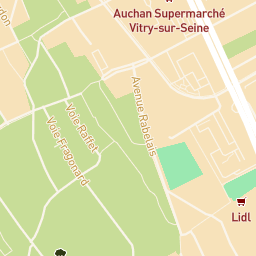 Auchan Supermarché
Vitry-sur-Seine
Avenue Rabelais
Voie Raffet
Voie Fragonard
Lidl